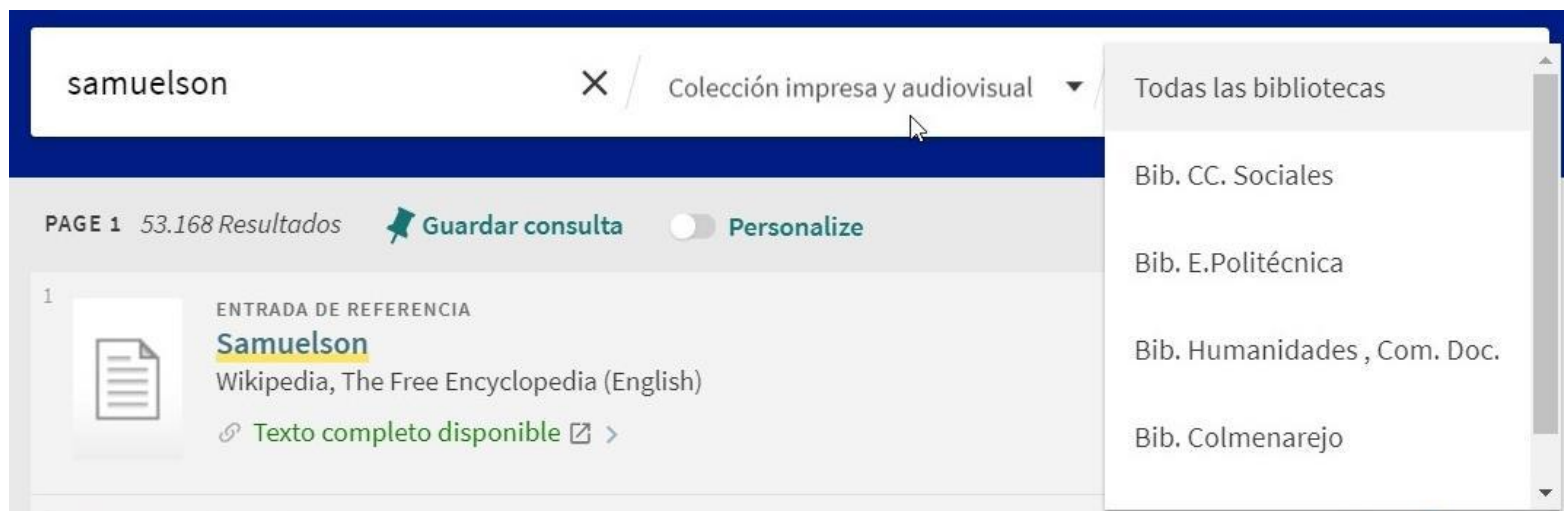 samuelson
Colección impresa y audiovisual
Todas las bibliotecas
Bib. CC. Sociales
Bib. E.Politécnica
Bib. Humanidades , Com. Doc.
Bib. Colmenarejo
PAGE 1 53.168 Resultados Guardar consulta Personalize
1
ENTRADA DE REFERENCIA
Samuelson
Wikipedia, The Free Encyclopedia (English)
Texto completo disponible